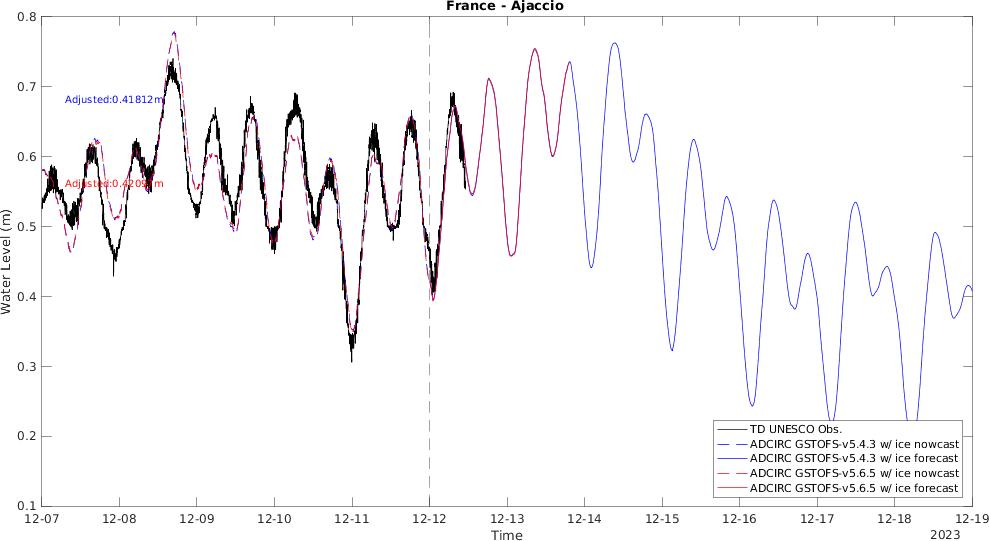 France - Ajaccio
0.8
0.7
0.6
0.5
0.4
0.3
0.2
0.1
Water Level (m)
Adjusted:0.41812m
TD UNESCO Obs.
ADCIRC GSTOFS-v5.4.3 w/ ice nowcast
ADCIRC GSTOFS-v5.4.3 w/ ice forecast
ADCIRC GSTOFS-v5.6.5 w/ ice nowcast
ADCIRC GSTOFS-v5.6.5 w/ ice forecast
12-07 12-08 12-09 12-10 12-11 12-12 12-13 12-14 12-15 12-16 12-17 12-18 12-19
Time
2023